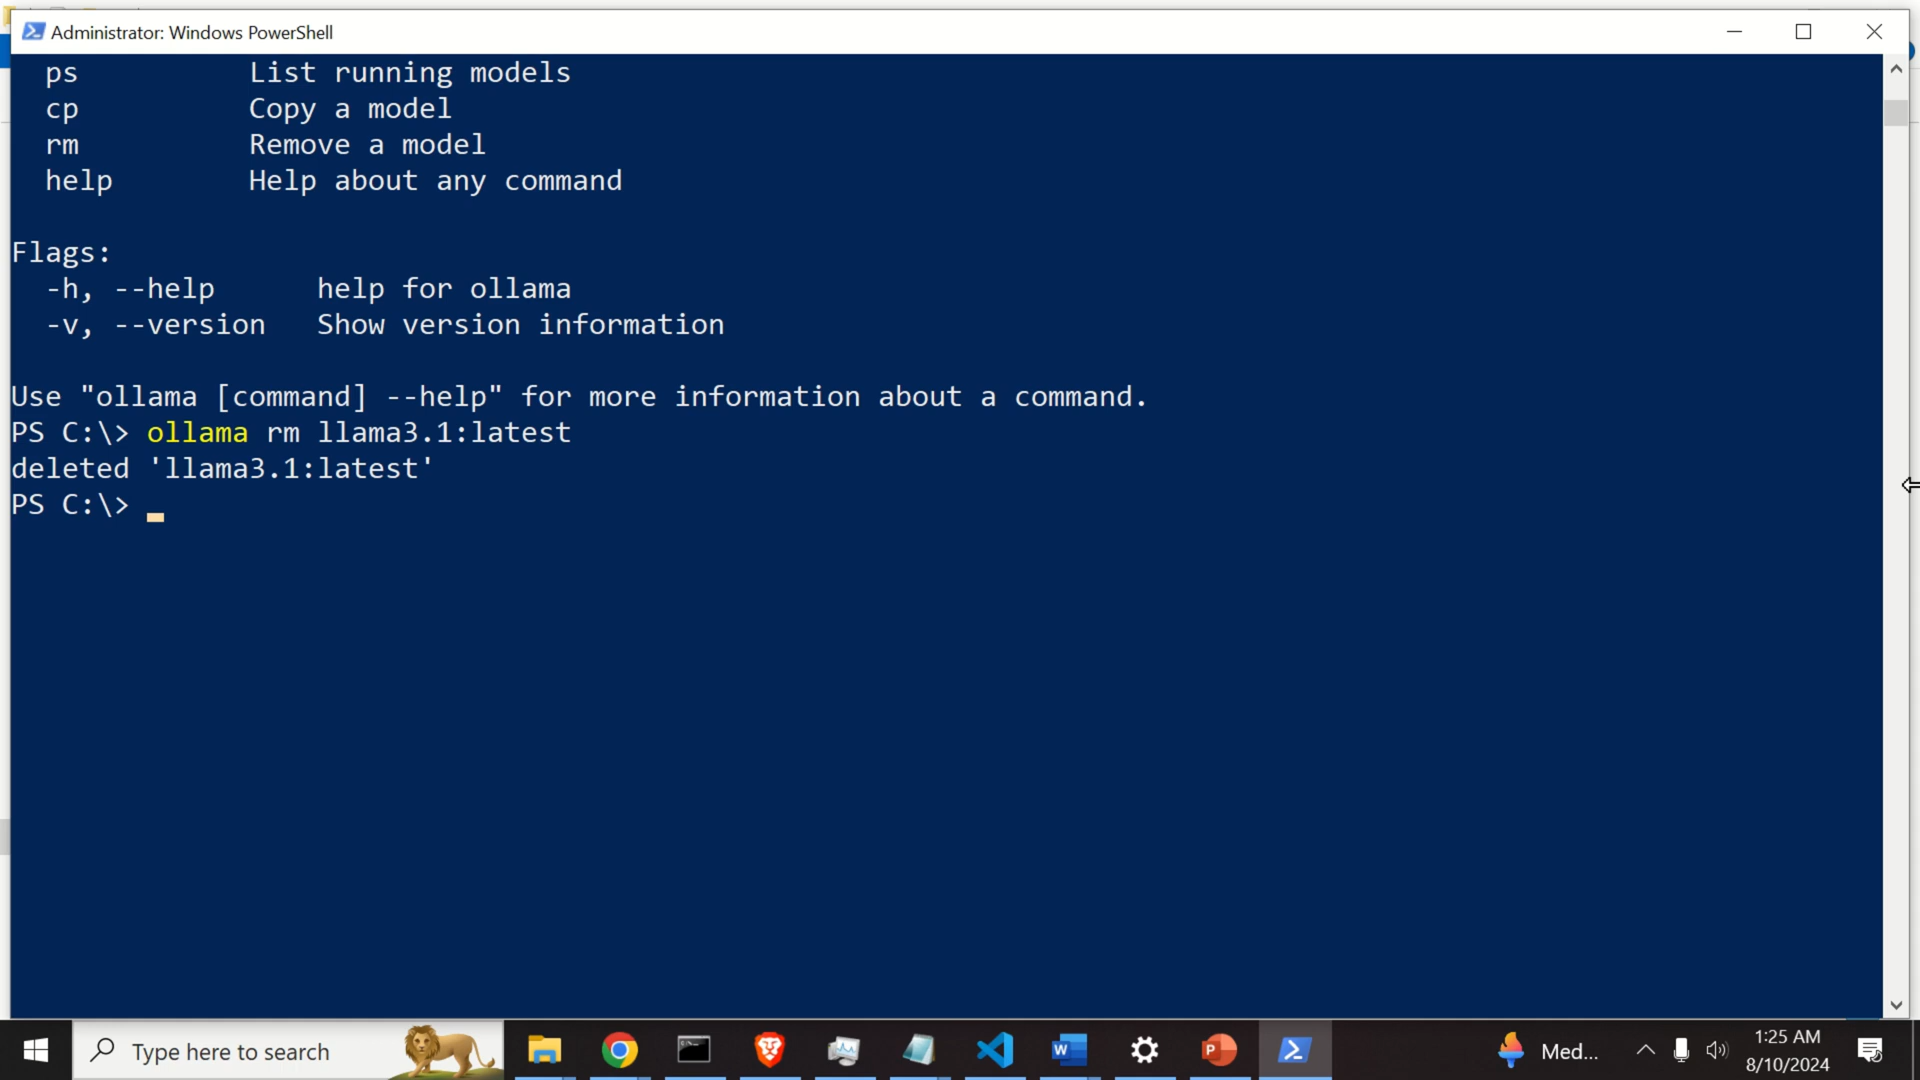 Administrator: Windows PowerShell
ps List running models
cp Copy a model
rm Remove a model
help Help about any command
Flags:
-h, --help help for ollama
-v, --version Show version information
Use "ollama [command] --help" for more information about a command.
PS C:\> ollama rm llama3.1:latest
deleted 'llama3.1:latest'
PS C:\>
Type here to search
Med...
1:25 AM
8/10/2024